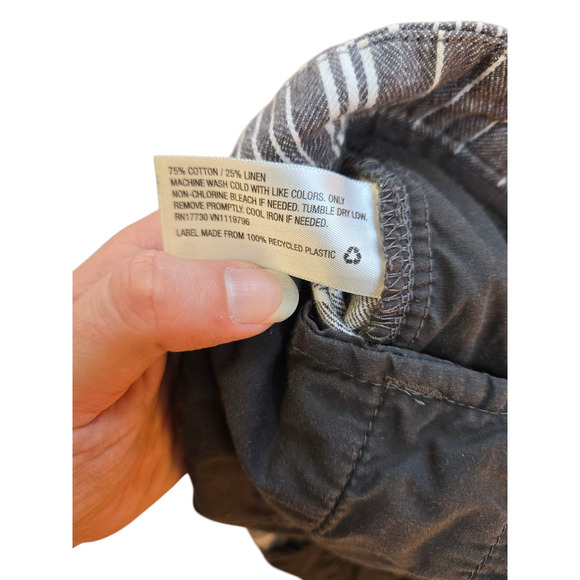 75% COTTON / 25% LINEN
MACHINE WASH COLD WITH LIKE COLORS. ONLY
NON-CHLORINE BLEACH IF NEEDED. TUMBLE DRY LOW.
REMOVE PROMPTLY. COOL IRON IF NEEDED.
RN17730 VN1119796
LABEL MADE FROM 100% RECYCLED PLASTIC